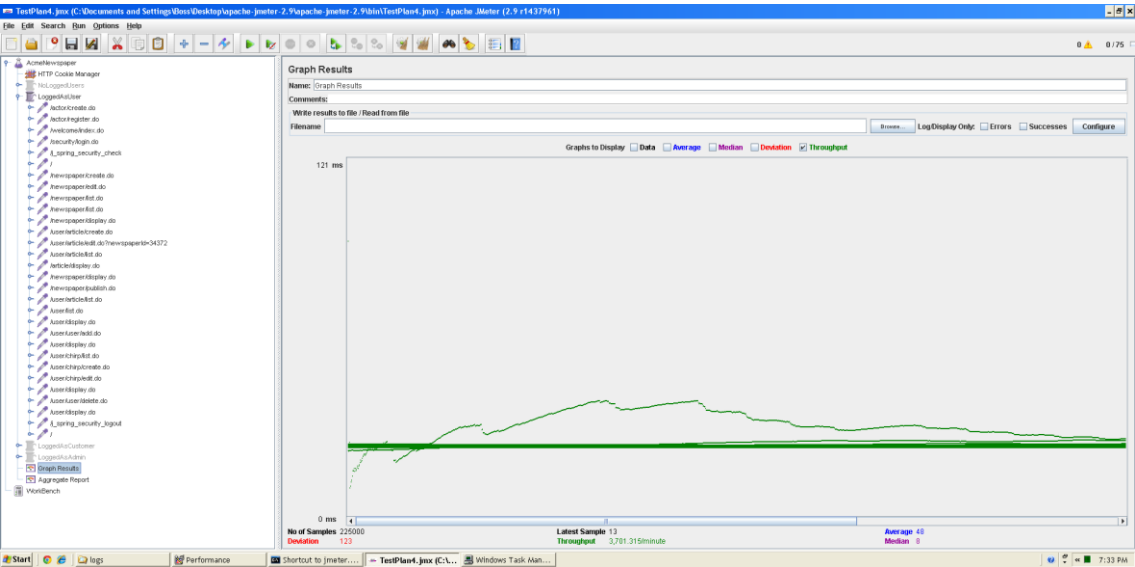 TestPlan4.jmx (C:\Documents and Settings\Boss\Desktop\apache-jmeter-2.9\apache-jmeter-2.9\bin\TestPlan4.jmx) - Apache JMeter (2.9 r1437961)
File Edit Search Run Options Help
0 0 / 75
AcmeNewspaper
HTTP Cookie Manager
NoLoggedUsers
LoggedAsUser
/actor/create.do
/actor/register.do
/welcome/index.do
/security/login.do
/j_spring_security_check
/
/newspaper/create.do
/newspaper/edit.do
/newspaper/list.do
/newspaper/list.do
/newspaper/display.do
/user/article/create.do
/user/article/edit.do?newspaperId=34372
/user/article/list.do
/article/display.do
/newspaper/display.do
/newspaper/publish.do
/user/article/list.do
/user/list.do
/user/display.do
/user/user/add.do
/user/display.do
/user/chirp/list.do
/user/chirp/create.do
/user/chirp/edit.do
/user/display.do
/user/user/delete.do
/user/display.do
/j_spring_security_logout
/
LoggedAsCustomer
LoggedAsAdmin
Graph Results
Aggregate Report
WorkBench
Graph Results
Name: Graph Results
Comments:
Write results to file / Read from file
Filename Browse... Log/Display Only: Errors Successes Configure
Graphs to Display Data Average Median Deviation Throughput
121 ms
0 ms
No of Samples 225000 Latest Sample 13 Average 48
Deviation 123 Throughput 3,701.315/minute Median 8
Start logs Performance Shortcut to jmeter.... TestPlan4.jmx (C:\... Windows Task Man... 7:33 PM